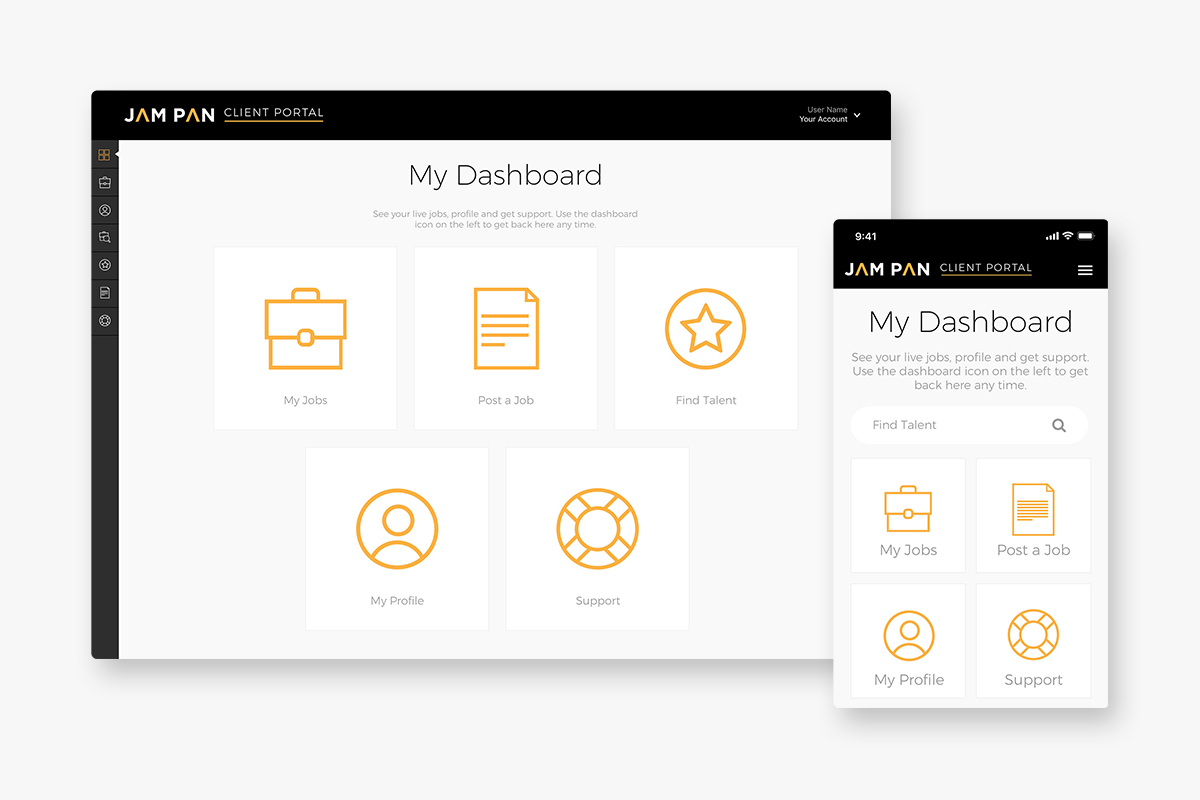 JAM PAN CLIENT PORTAL
User Name
Your Account
My Dashboard
See your live jobs, profile and get support. Use the dashboard
icon on the left to get back here any time.
My Jobs
Post a Job
Find Talent
My Profile
Support
9:41
JAM PAN CLIENT PORTAL
My Dashboard
See your live jobs, profile and get support.
Use the dashboard icon on the left to get
back here any time.
Find Talent
My Jobs
Post a Job
My Profile
Support